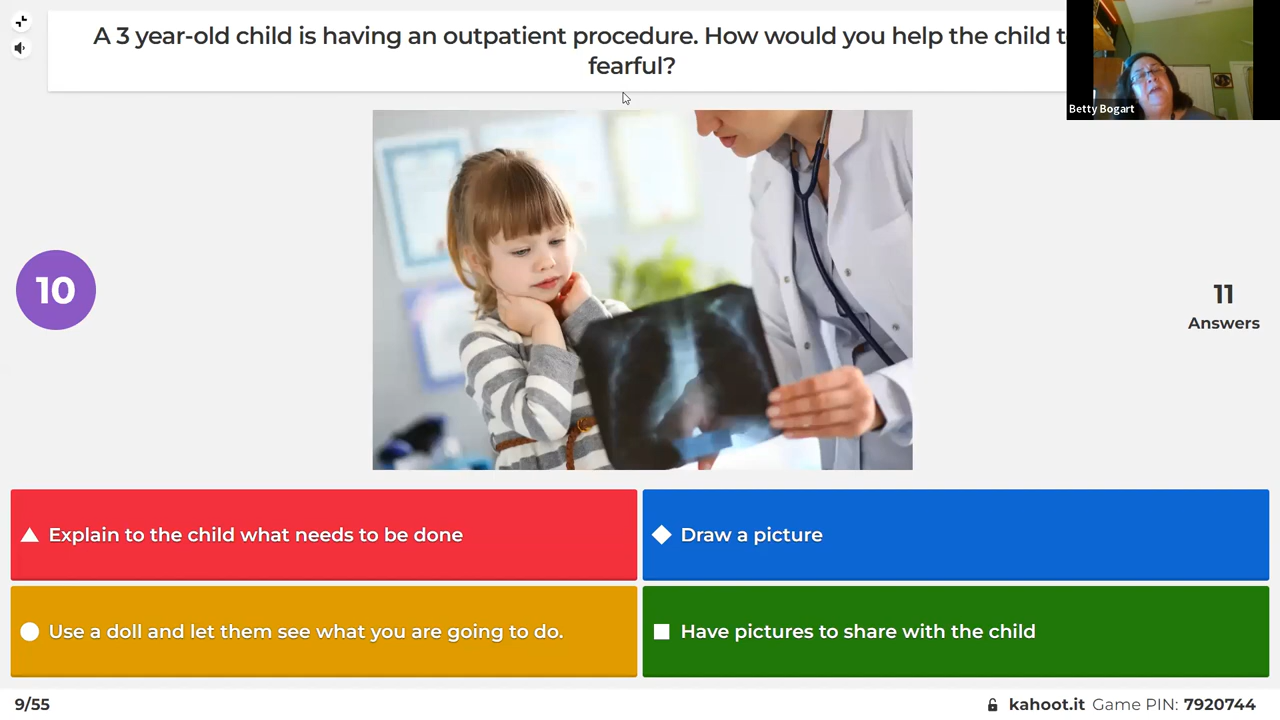 A 3 year-old child is having an outpatient procedure. How would you help the child
fearful?
Betty Bogart
10
11
Answers
Explain to the child what needs to be done
Draw a picture
Use a doll and let them see what you are going to do.
Have pictures to share with the child
9/55
kahoot.it Game PIN: 7920744